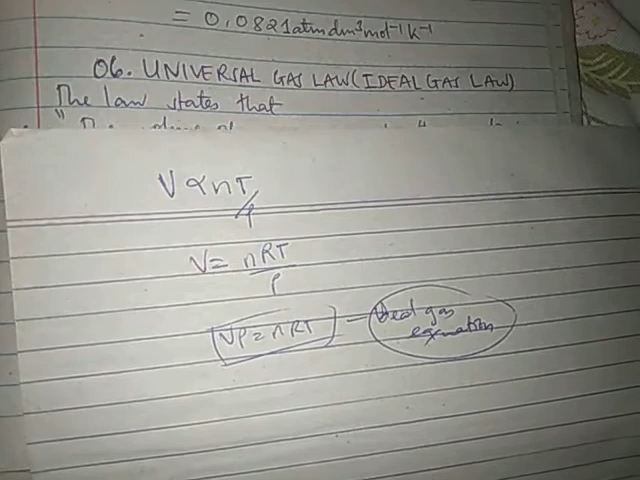 = 0.0821 atm dm³ mol⁻¹ k⁻¹
06. UNIVERSAL GAS LAW (IDEAL GAS LAW)
The law states that
V ∝ nT/P
V = nRT/P
VP = nRT = Ideal gas equation